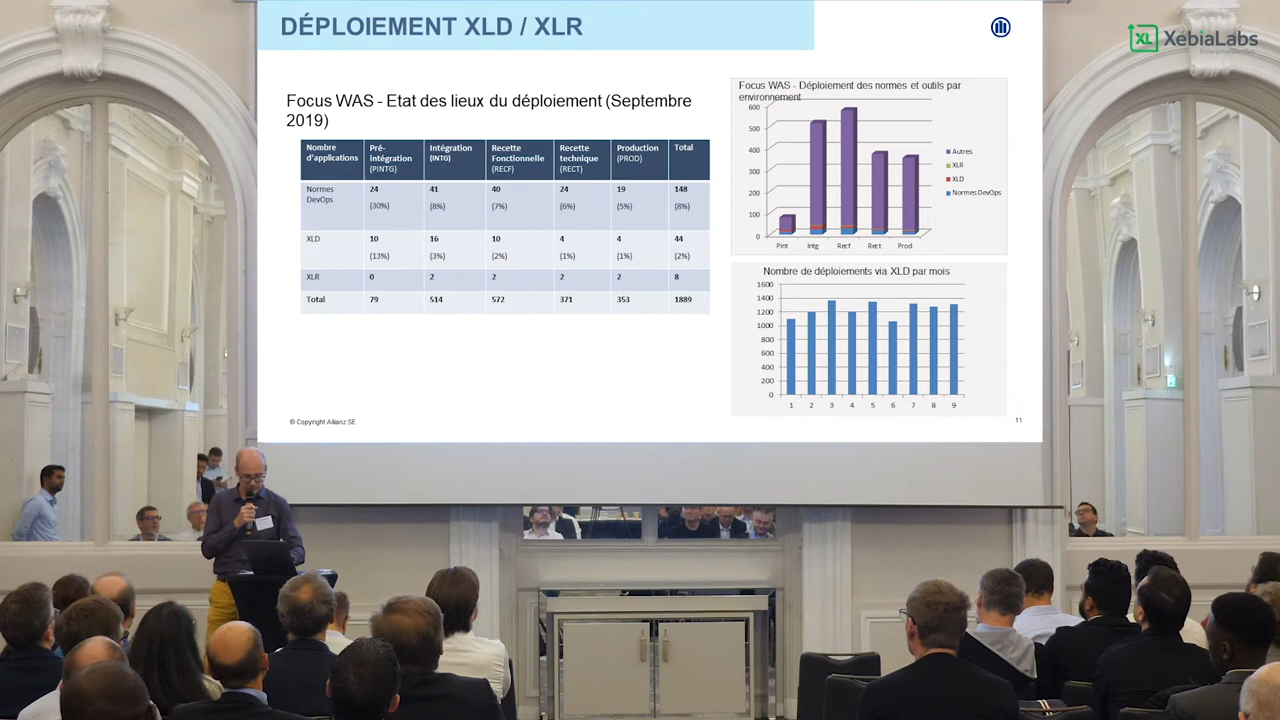 DÉPLOIEMENT XLD / XLR
XL XebiaLabs
Enterprise DevOps
Focus WAS - Etat des lieux du déploiement (Septembre
2019)
Nombre d'applications Pré-intégration (PINTG) Intégration (INTG) Recette Fonctionnelle (RECF) Recette technique (RECT) Production (PROD) Total
Normes DevOps 24 (30%) 41 (8%) 40 (7%) 24 (6%) 19 (5%) 148 (8%)
XLD 10 (13%) 16 (3%) 10 (2%) 4 (1%) 4 (1%) 44 (2%)
XLR 0 2 2 2 2 8
Total 79 514 572 371 353 1889
Focus WAS - Déploiement des normes et outils par
environnement
600
500
400
300
200
100
0
Pint Intg Recf Rect Prod
Autres
XLR
XLD
Normes DevOps
Nombre de déploiements via XLD par mois
1600
1400
1200
1000
800
600
400
200
0
1 2 3 4 5 6 7 8 9
© Copyright Allianz SE
11